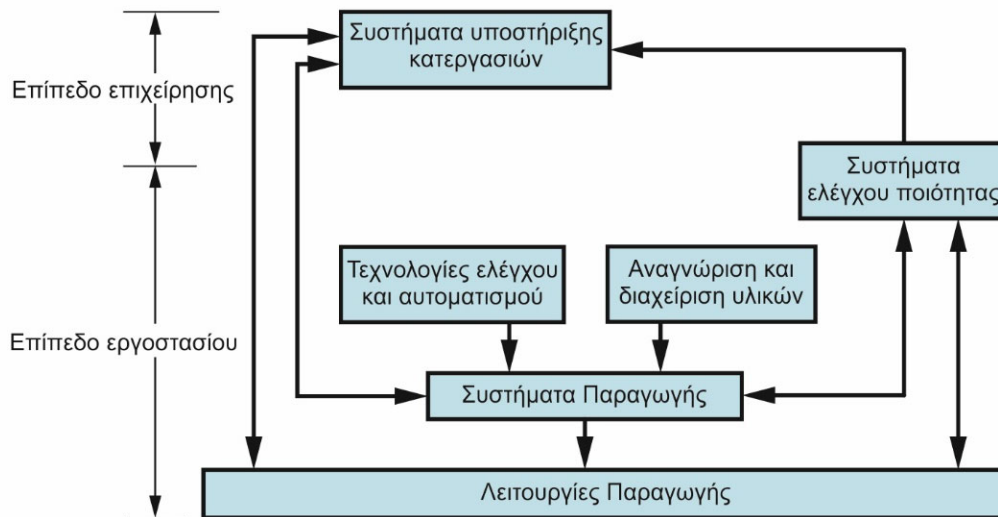 Συστήματα υποστήριξης
κατεργασιών
Επίπεδο επιχείρησης
Συστήματα
ελέγχου ποιότητας
Τεχνολογίες ελέγχου
και αυτοματισμού
Αναγνώριση και
διαχείριση υλικών
Επίπεδο εργοστασίου
Συστήματα Παραγωγής
Λειτουργίες Παραγωγής